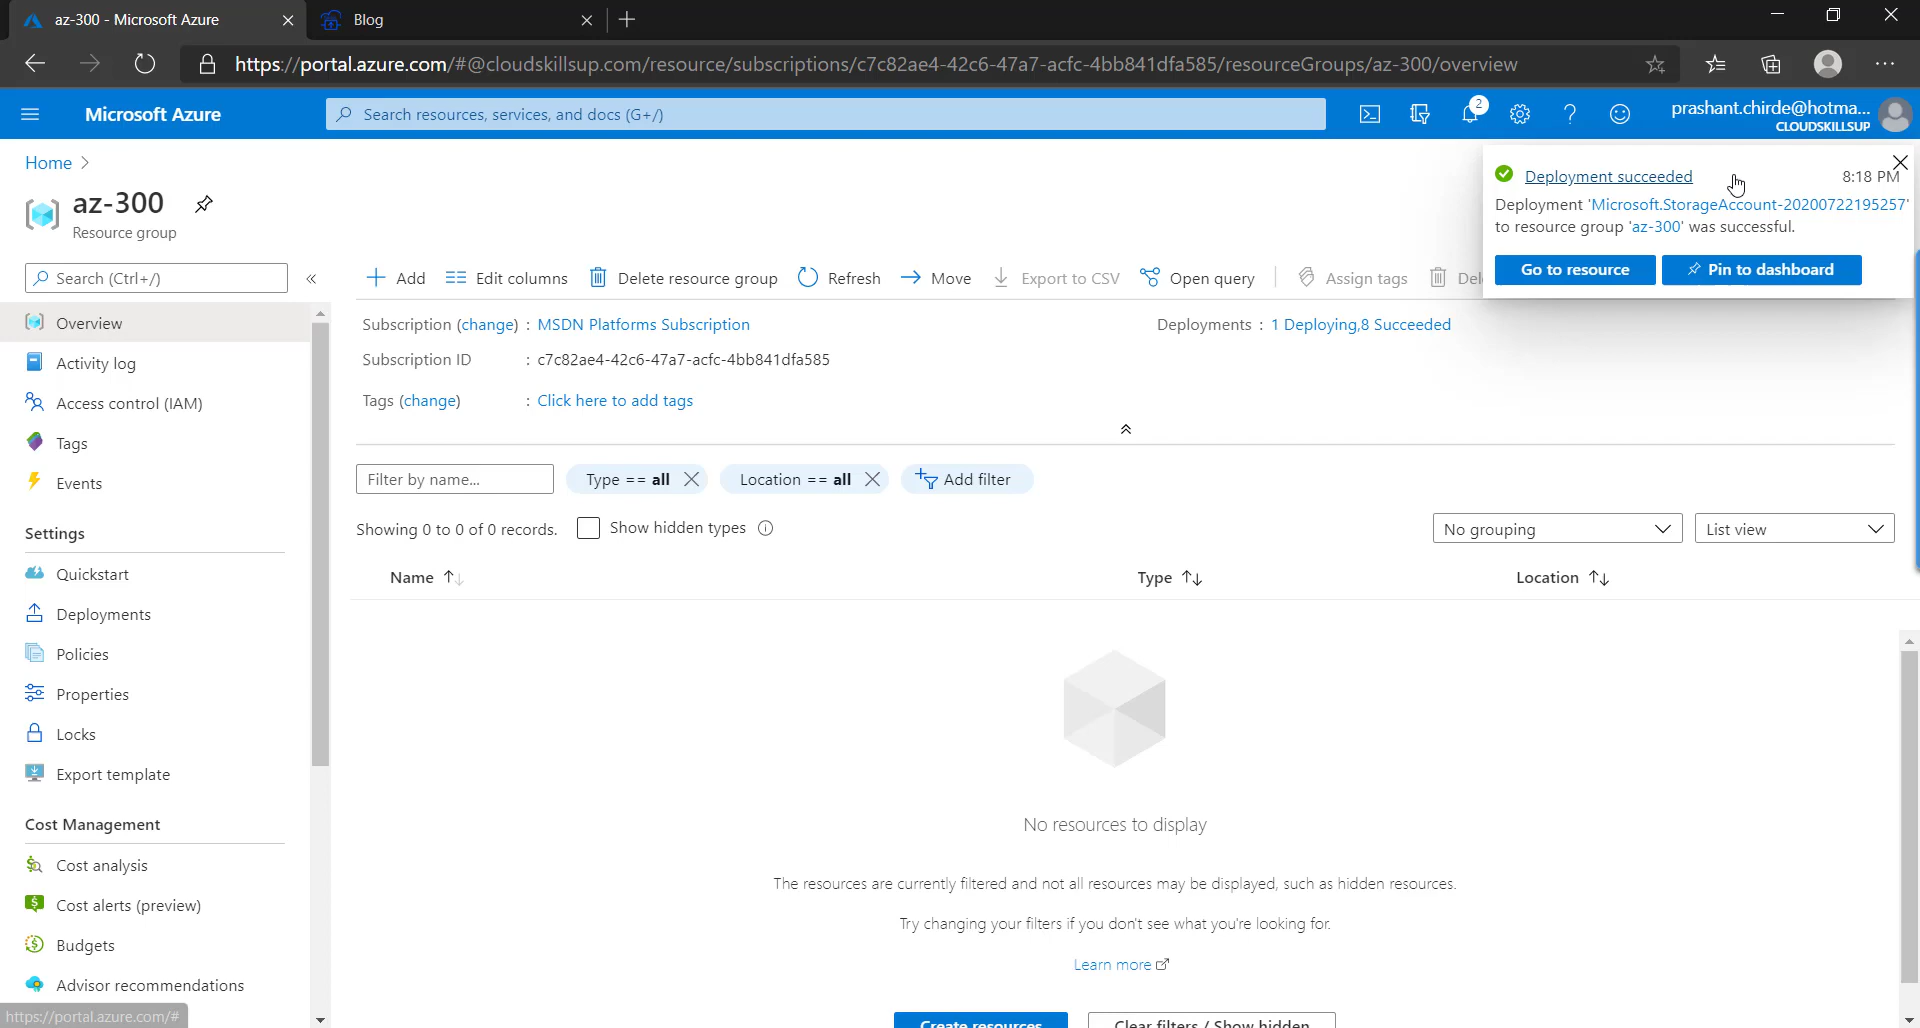 az-300 - Microsoft Azure
Blog
https://portal.azure.com/#@cloudskillsup.com/resource/subscriptions/c7c82ae4-42c6-47a7-acfc-4bb841dfa585/resourceGroups/az-300/overview
Microsoft Azure
Search resources, services, and docs (G+/)
2
prashant.chirde@hotma...
CLOUDSKILLSUP
Home >
az-300
Resource group
Deployment succeeded
8:18 PM
Deployment 'Microsoft.StorageAccount-20200722195257'
to resource group 'az-300' was successful.
Go to resource
Pin to dashboard
Search (Ctrl+/)
«
Add
Edit columns
Delete resource group
Refresh
Move
Export to CSV
Open query
Assign tags
Del
Overview
Activity log
Access control (IAM)
Tags
Events
Settings
Quickstart
Deployments
Policies
Properties
Locks
Export template
Cost Management
Cost analysis
Cost alerts (preview)
Budgets
Advisor recommendations
https://portal.azure.com/#
Subscription (change) : MSDN Platforms Subscription
Deployments : 1 Deploying,8 Succeeded
Subscription ID : c7c82ae4-42c6-47a7-acfc-4bb841dfa585
Tags (change) : Click here to add tags
Filter by name...
Type == all
Location == all
Add filter
Showing 0 to 0 of 0 records.
Show hidden types
No grouping
List view
Name
Type
Location
No resources to display
The resources are currently filtered and not all resources may be displayed, such as hidden resources.
Try changing your filters if you don't see what you're looking for.
Learn more
Create resources
Clear filters / Show hidden